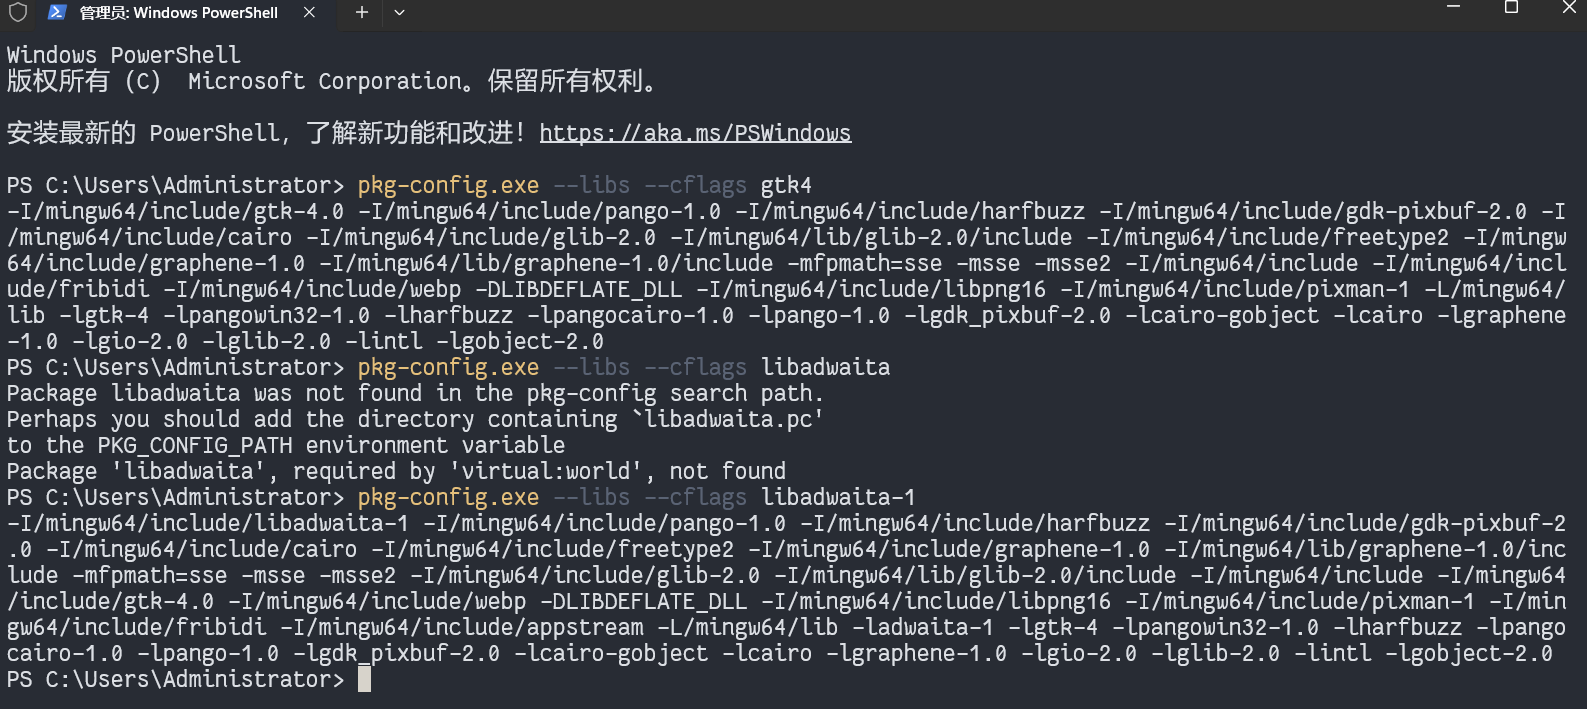 管理员: Windows PowerShell
Windows PowerShell
版权所有 (C)  Microsoft Corporation。保留所有权利。
安装最新的 PowerShell，了解新功能和改进！https://aka.ms/PSWindows
PS C:\Users\Administrator> pkg-config.exe --libs --cflags gtk4
-I/mingw64/include/gtk-4.0 -I/mingw64/include/pango-1.0 -I/mingw64/include/harfbuzz -I/mingw64/include/gdk-pixbuf-2.0 -I
/mingw64/include/cairo -I/mingw64/include/glib-2.0 -I/mingw64/lib/glib-2.0/include -I/mingw64/include/freetype2 -I/mingw
64/include/graphene-1.0 -I/mingw64/lib/graphene-1.0/include -mfpmath=sse -msse -msse2 -I/mingw64/include -I/mingw64/incl
ude/fribidi -I/mingw64/include/webp -DLIBDEFLATE_DLL -I/mingw64/include/libpng16 -I/mingw64/include/pixman-1 -L/mingw64/
lib -lgtk-4 -lpangowin32-1.0 -lharfbuzz -lpangocairo-1.0 -lpango-1.0 -lgdk_pixbuf-2.0 -lcairo-gobject -lcairo -lgraphene
-1.0 -lgio-2.0 -lglib-2.0 -lintl -lgobject-2.0
PS C:\Users\Administrator> pkg-config.exe --libs --cflags libadwaita
Package libadwaita was not found in the pkg-config search path.
Perhaps you should add the directory containing `libadwaita.pc'
to the PKG_CONFIG_PATH environment variable
Package 'libadwaita', required by 'virtual:world', not found
PS C:\Users\Administrator> pkg-config.exe --libs --cflags libadwaita-1
-I/mingw64/include/libadwaita-1 -I/mingw64/include/pango-1.0 -I/mingw64/include/harfbuzz -I/mingw64/include/gdk-pixbuf-2
.0 -I/mingw64/include/cairo -I/mingw64/include/freetype2 -I/mingw64/include/graphene-1.0 -I/mingw64/lib/graphene-1.0/inc
lude -mfpmath=sse -msse -msse2 -I/mingw64/include/glib-2.0 -I/mingw64/lib/glib-2.0/include -I/mingw64/include -I/mingw64
/include/gtk-4.0 -I/mingw64/include/webp -DLIBDEFLATE_DLL -I/mingw64/include/libpng16 -I/mingw64/include/pixman-1 -I/min
gw64/include/fribidi -I/mingw64/include/appstream -L/mingw64/lib -ladwaita-1 -lgtk-4 -lpangowin32-1.0 -lharfbuzz -lpango
cairo-1.0 -lpango-1.0 -lgdk_pixbuf-2.0 -lcairo-gobject -lcairo -lgraphene-1.0 -lgio-2.0 -lglib-2.0 -lintl -lgobject-2.0
PS C:\Users\Administrator>